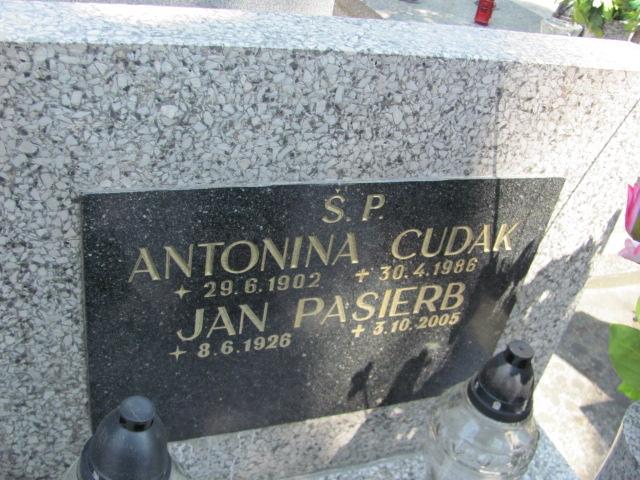 Ś. P.
ANTONINA CUDAK
✦ 29.6.1902 ✝ 30.4.1986
JAN PASIERB
✦ 8.6.1926 ✝ 3.10.2005